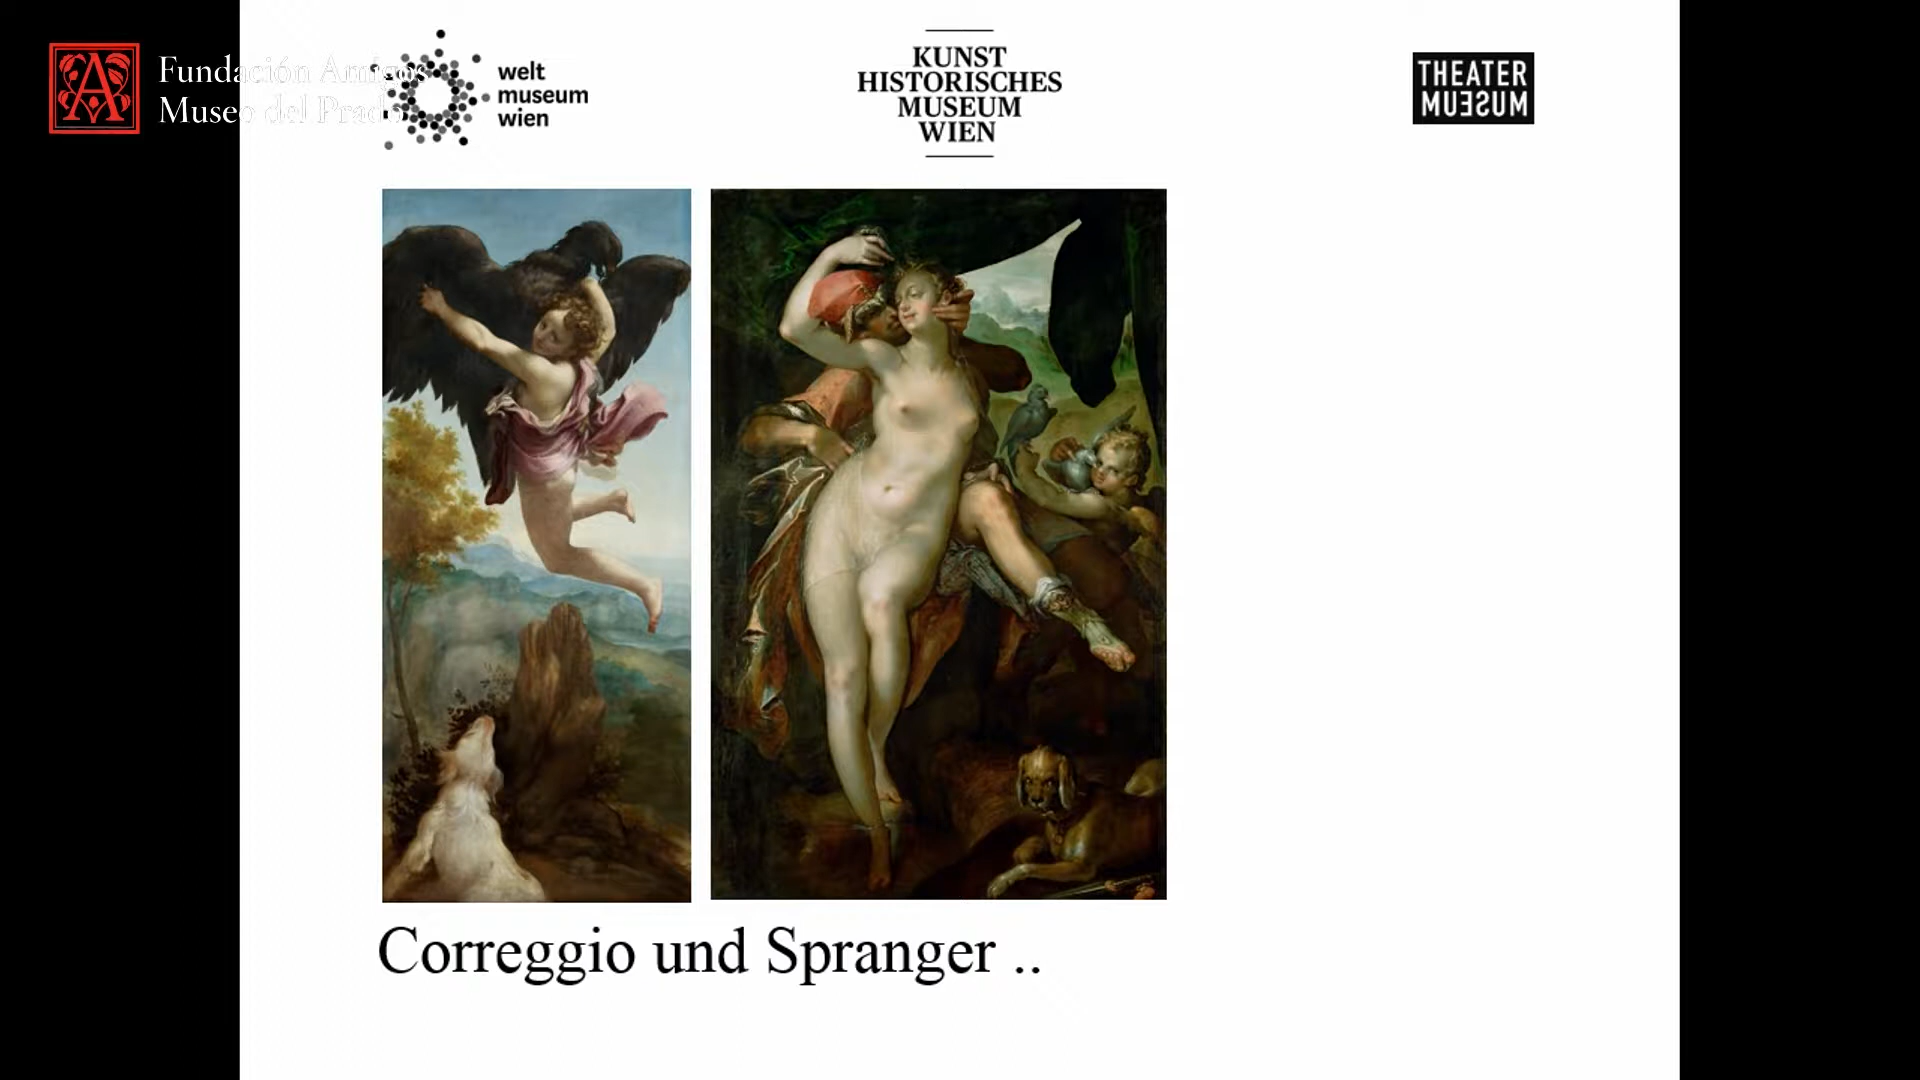 Fundación Amigos
Museo del Prado
welt
museum
wien
KUNST
HISTORISCHES
MUSEUM
WIEN
THEATER
MUSEUM
Correggio und Spranger ..